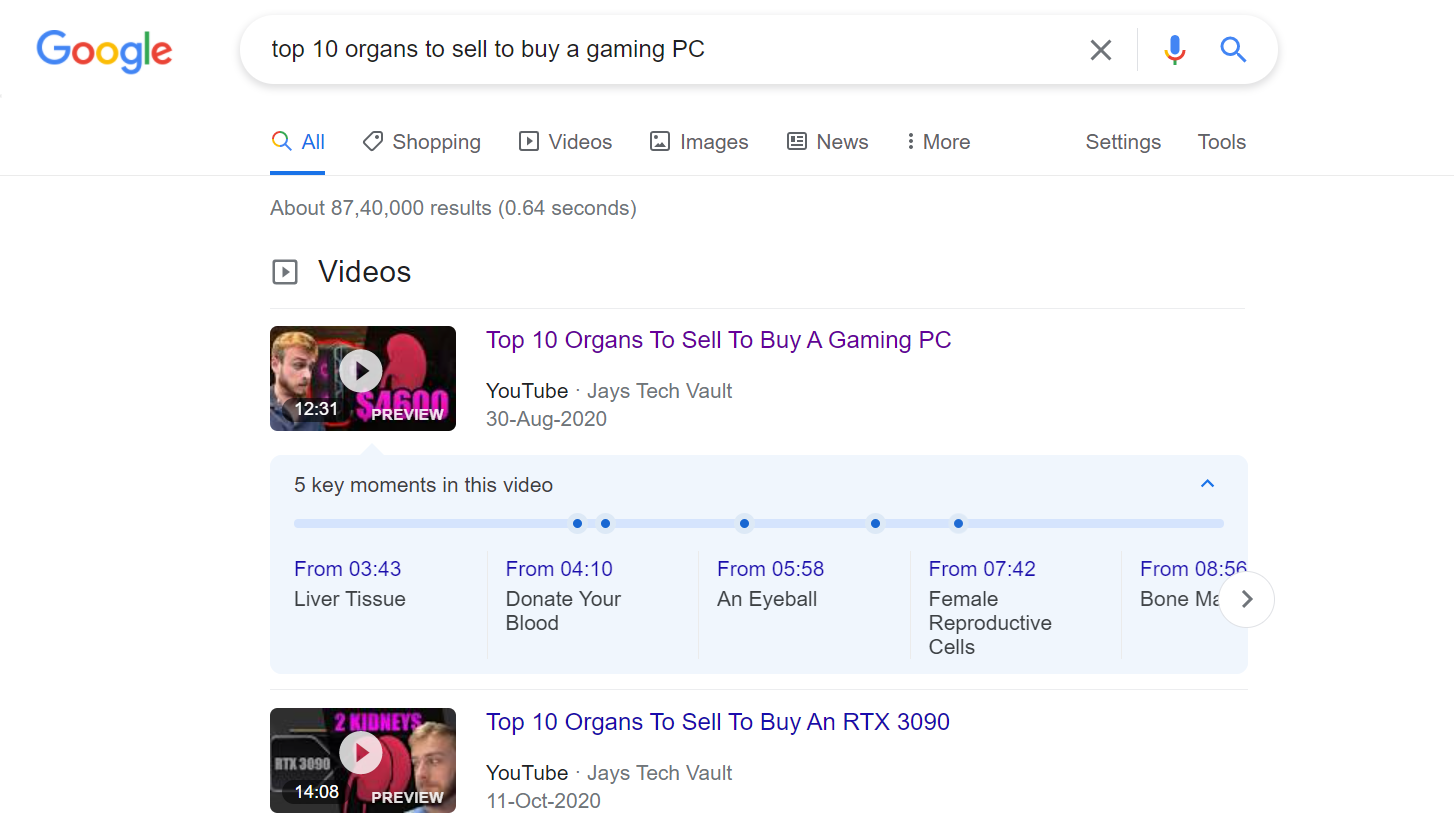 Google
top 10 organs to sell to buy a gaming PC
All
Shopping
Videos
Images
News
More
Settings
Tools
About 87,40,000 results (0.64 seconds)
Videos
$4600
12:31
PREVIEW
Top 10 Organs To Sell To Buy A Gaming PC
YouTube · Jays Tech Vault
30-Aug-2020
5 key moments in this video
From 03:43
Liver Tissue
From 04:10
Donate Your
Blood
From 05:58
An Eyeball
From 07:42
Female
Reproductive
Cells
From 08:56
Bone
2 KIDNEYS
RTX 3090
14:08
PREVIEW
Top 10 Organs To Sell To Buy An RTX 3090
YouTube · Jays Tech Vault
11-Oct-2020